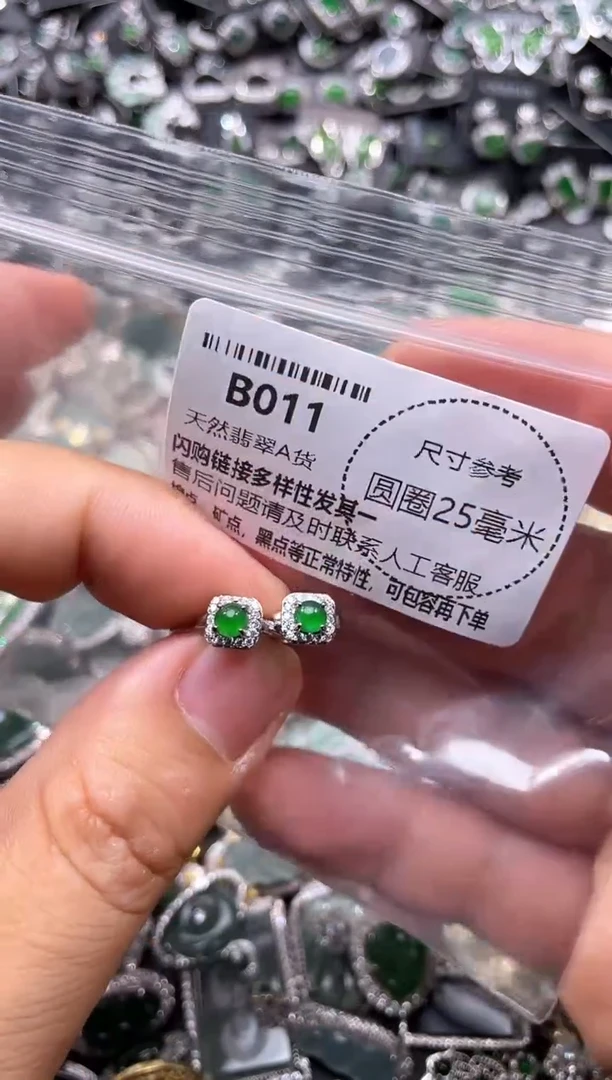 B011
天然翡翠A货
闪购链接多样性发其一
售后问题请及时联系人工客服
矿点，黑点等正常特性，可包容再下单
尺寸参考
圆圈25毫米